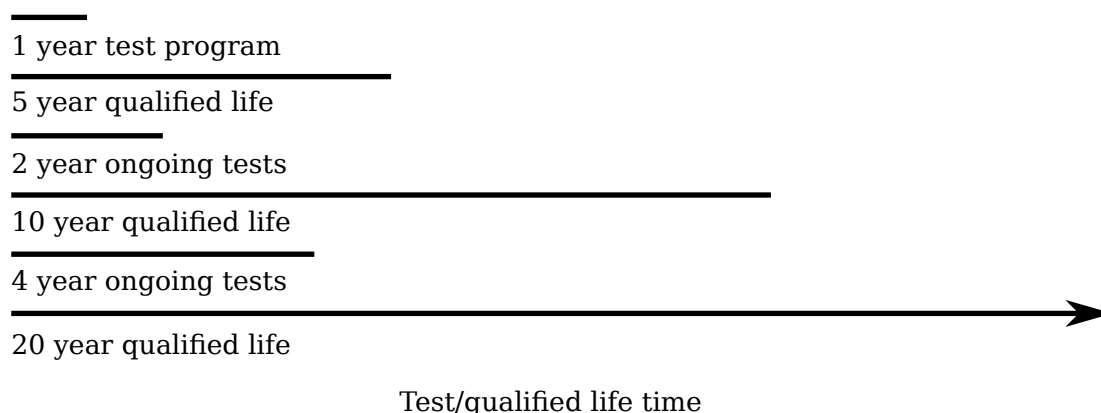 1 year test program
5 year qualified life
2 year ongoing tests
10 year qualified life
4 year ongoing tests
20 year qualified life
Test/qualified life time